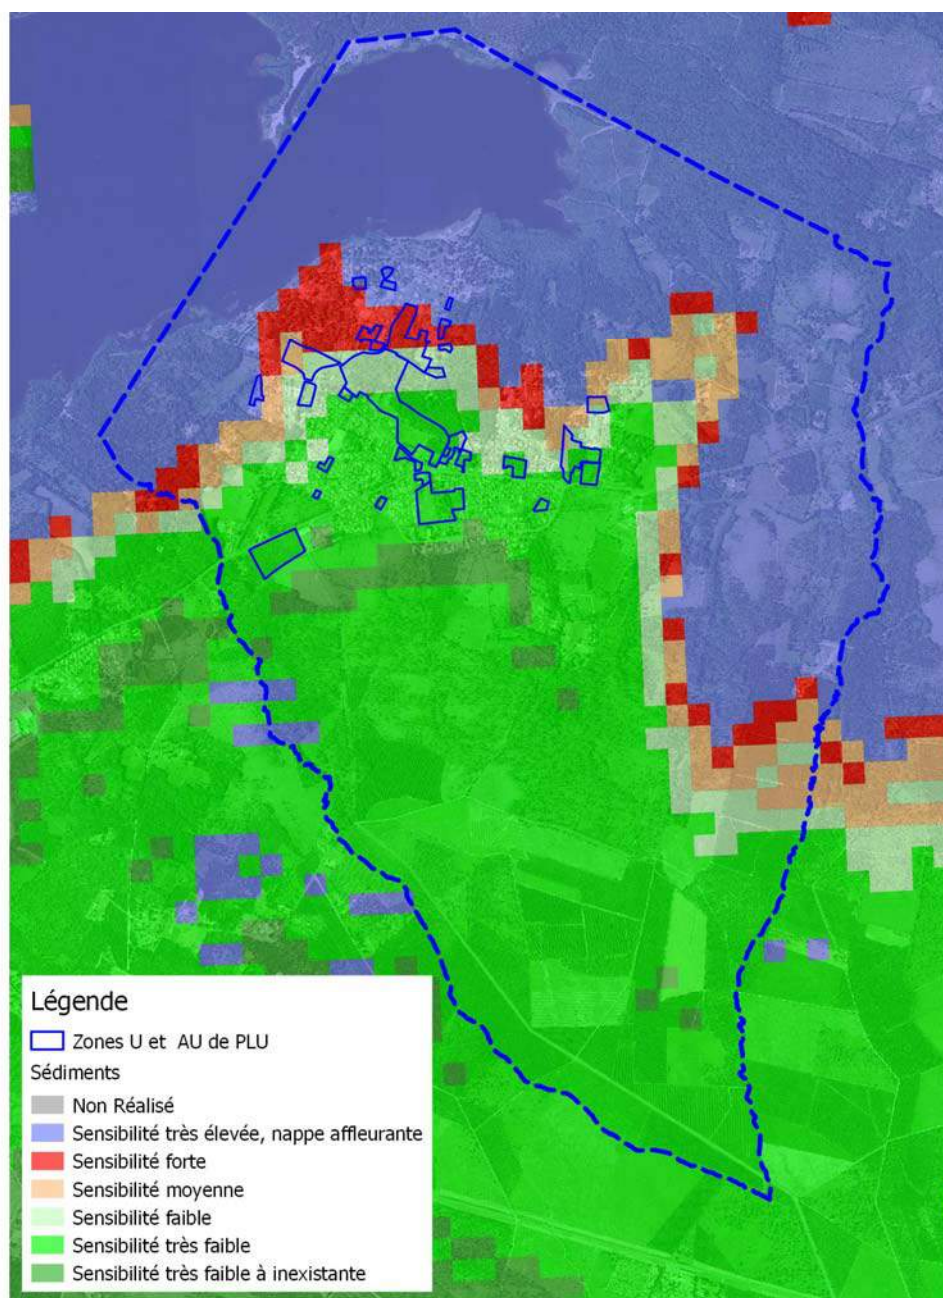 Légende
Zones U et AU de PLU
Sédiments
Non Réalisé
Sensibilité très élevée, nappe affleurante
Sensibilité forte
Sensibilité moyenne
Sensibilité faible
Sensibilité très faible
Sensibilité très faible à inexistante